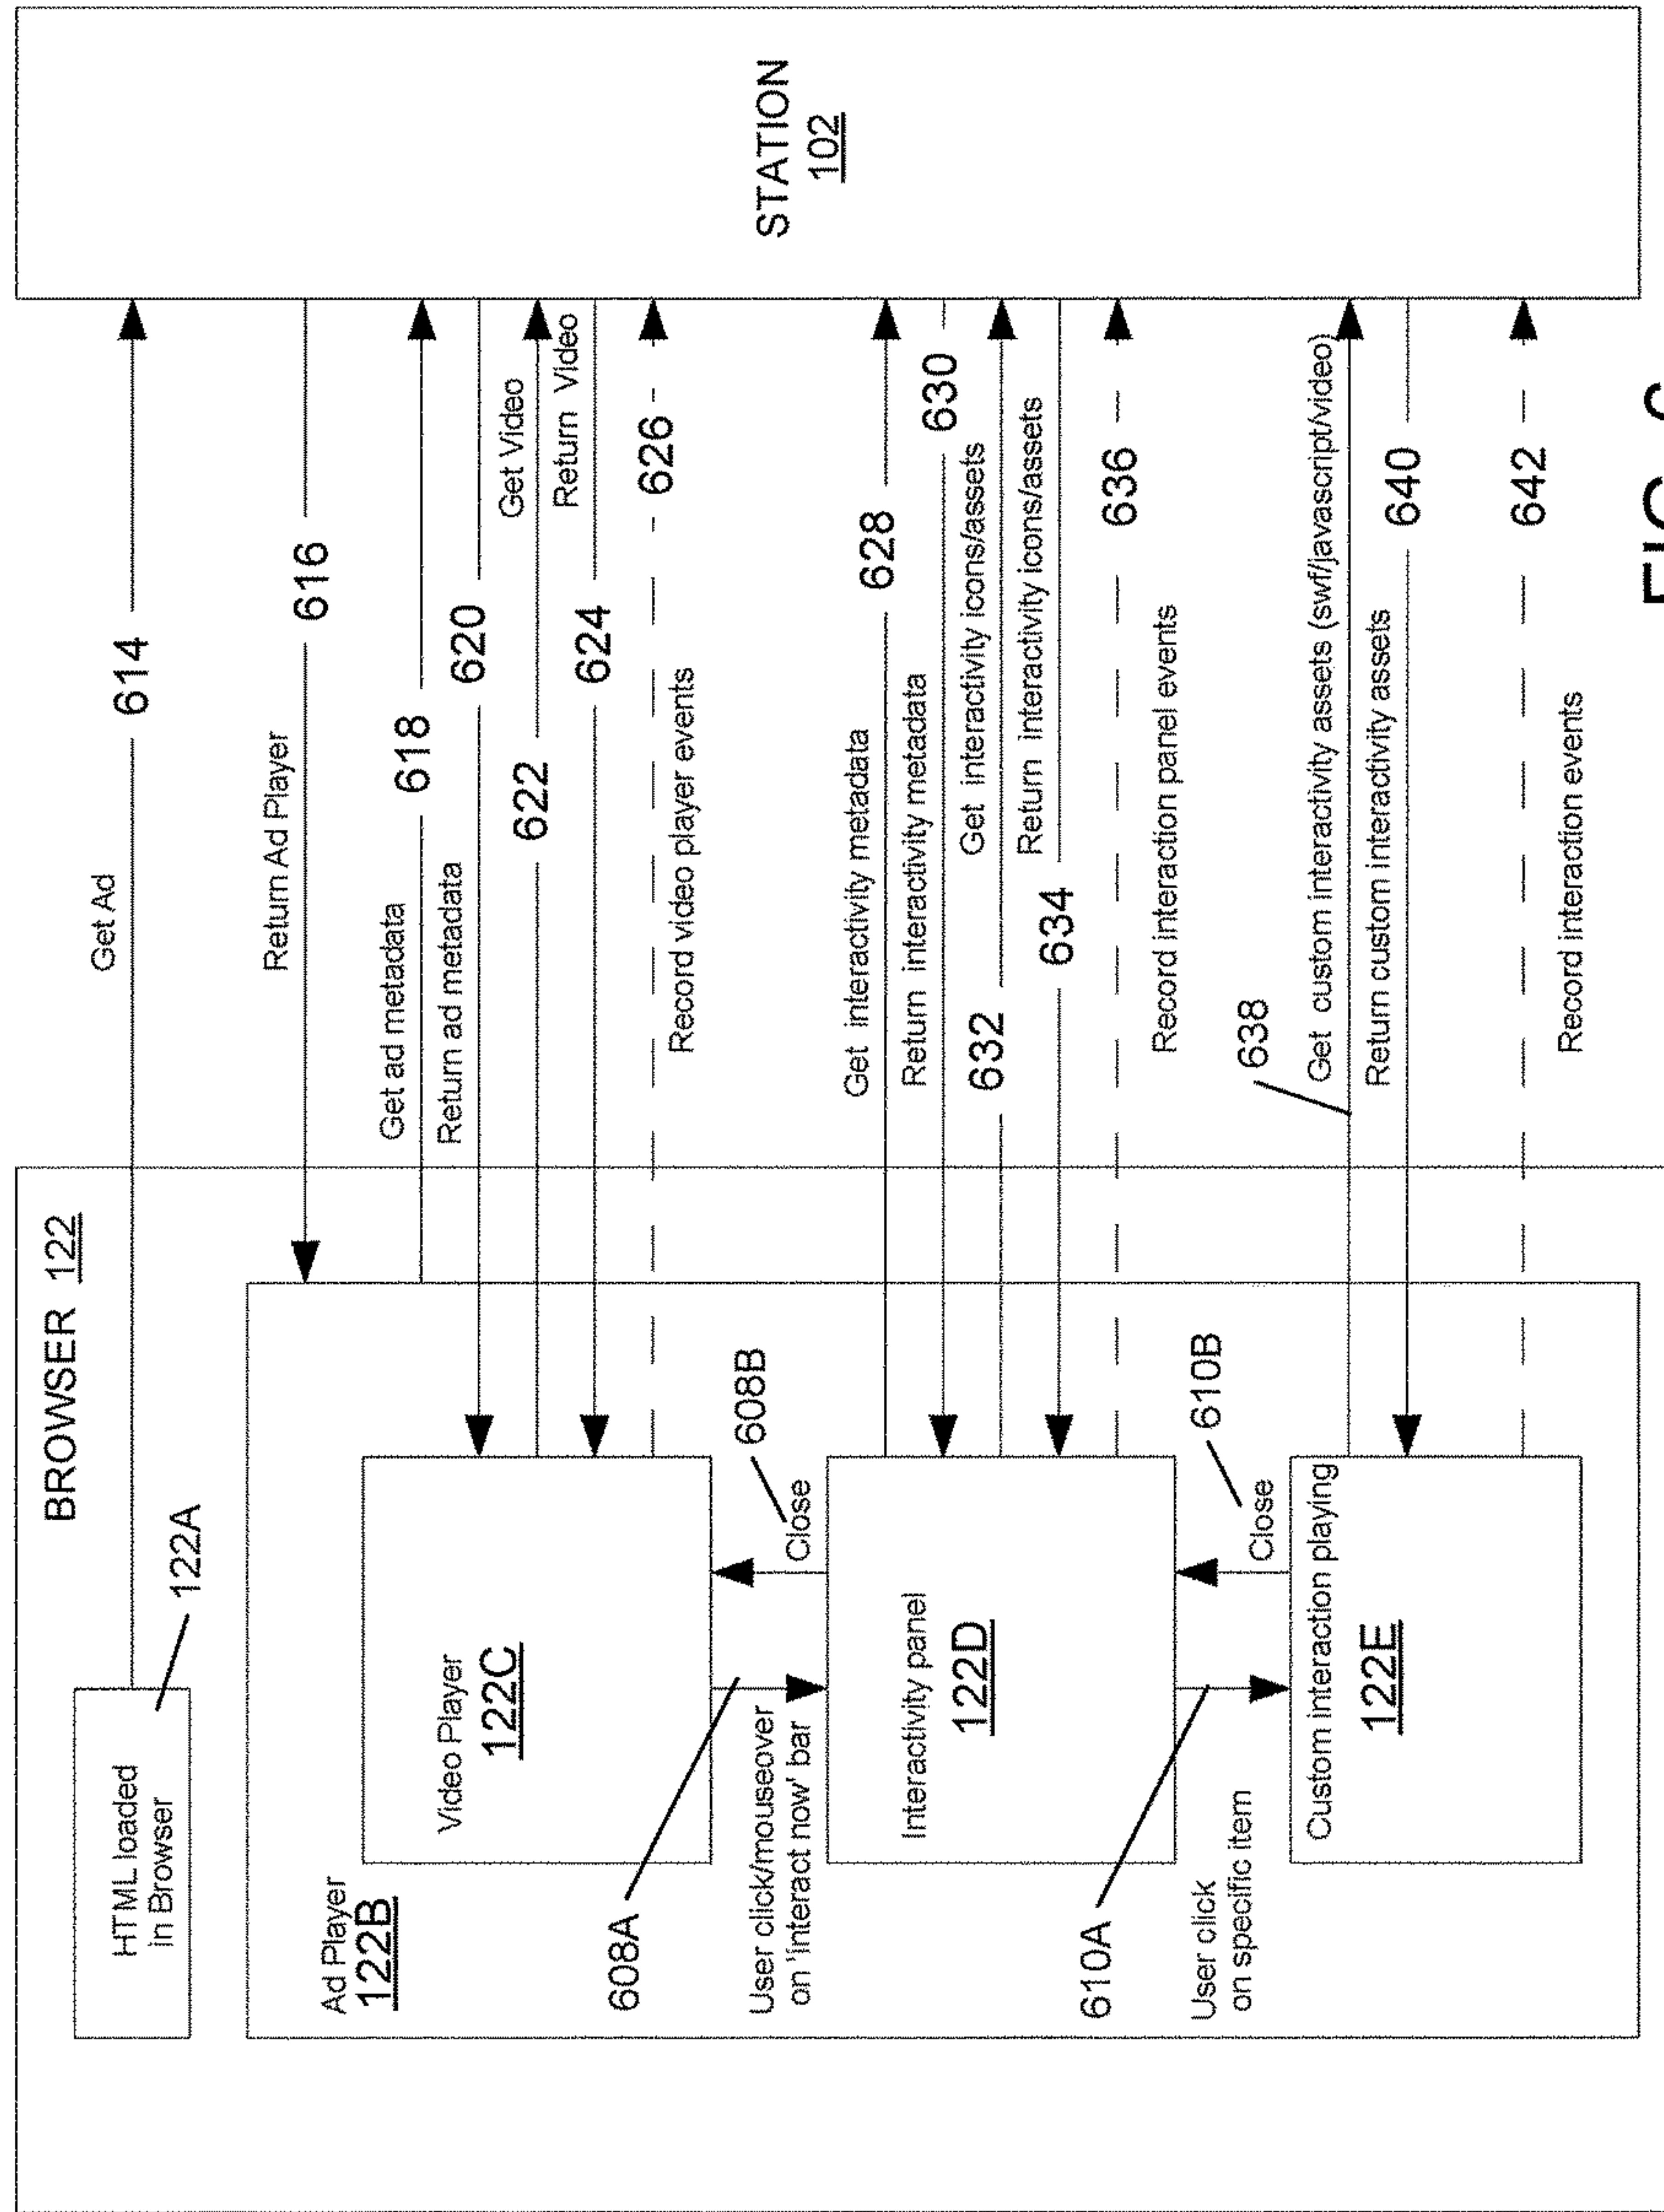 BROWSER 122
HTML loaded
in Browser
122A
Get Ad
614
Return Ad Player
616
Ad Player
122B
Get ad metadata
618
Return ad metadata
620
Video Player
122C
622
Get Video
624
Return Video
626
Record video player events
608A
608B
User click/mouseover
on 'interact now' bar
Close
Get interactivity metadata
628
Return interactivity metadata
630
Interactivity panel
122D
632
Get interactivity icons/assets
634
Return interactivity icons/assets
636
Record interaction panel events
610A
610B
User click
on specific item
Close
638
Custom interaction playing
122E
Get custom interactivity assets (swf/javascript/video)
Return custom interactivity assets
640
642
Record interaction events
STATION
102